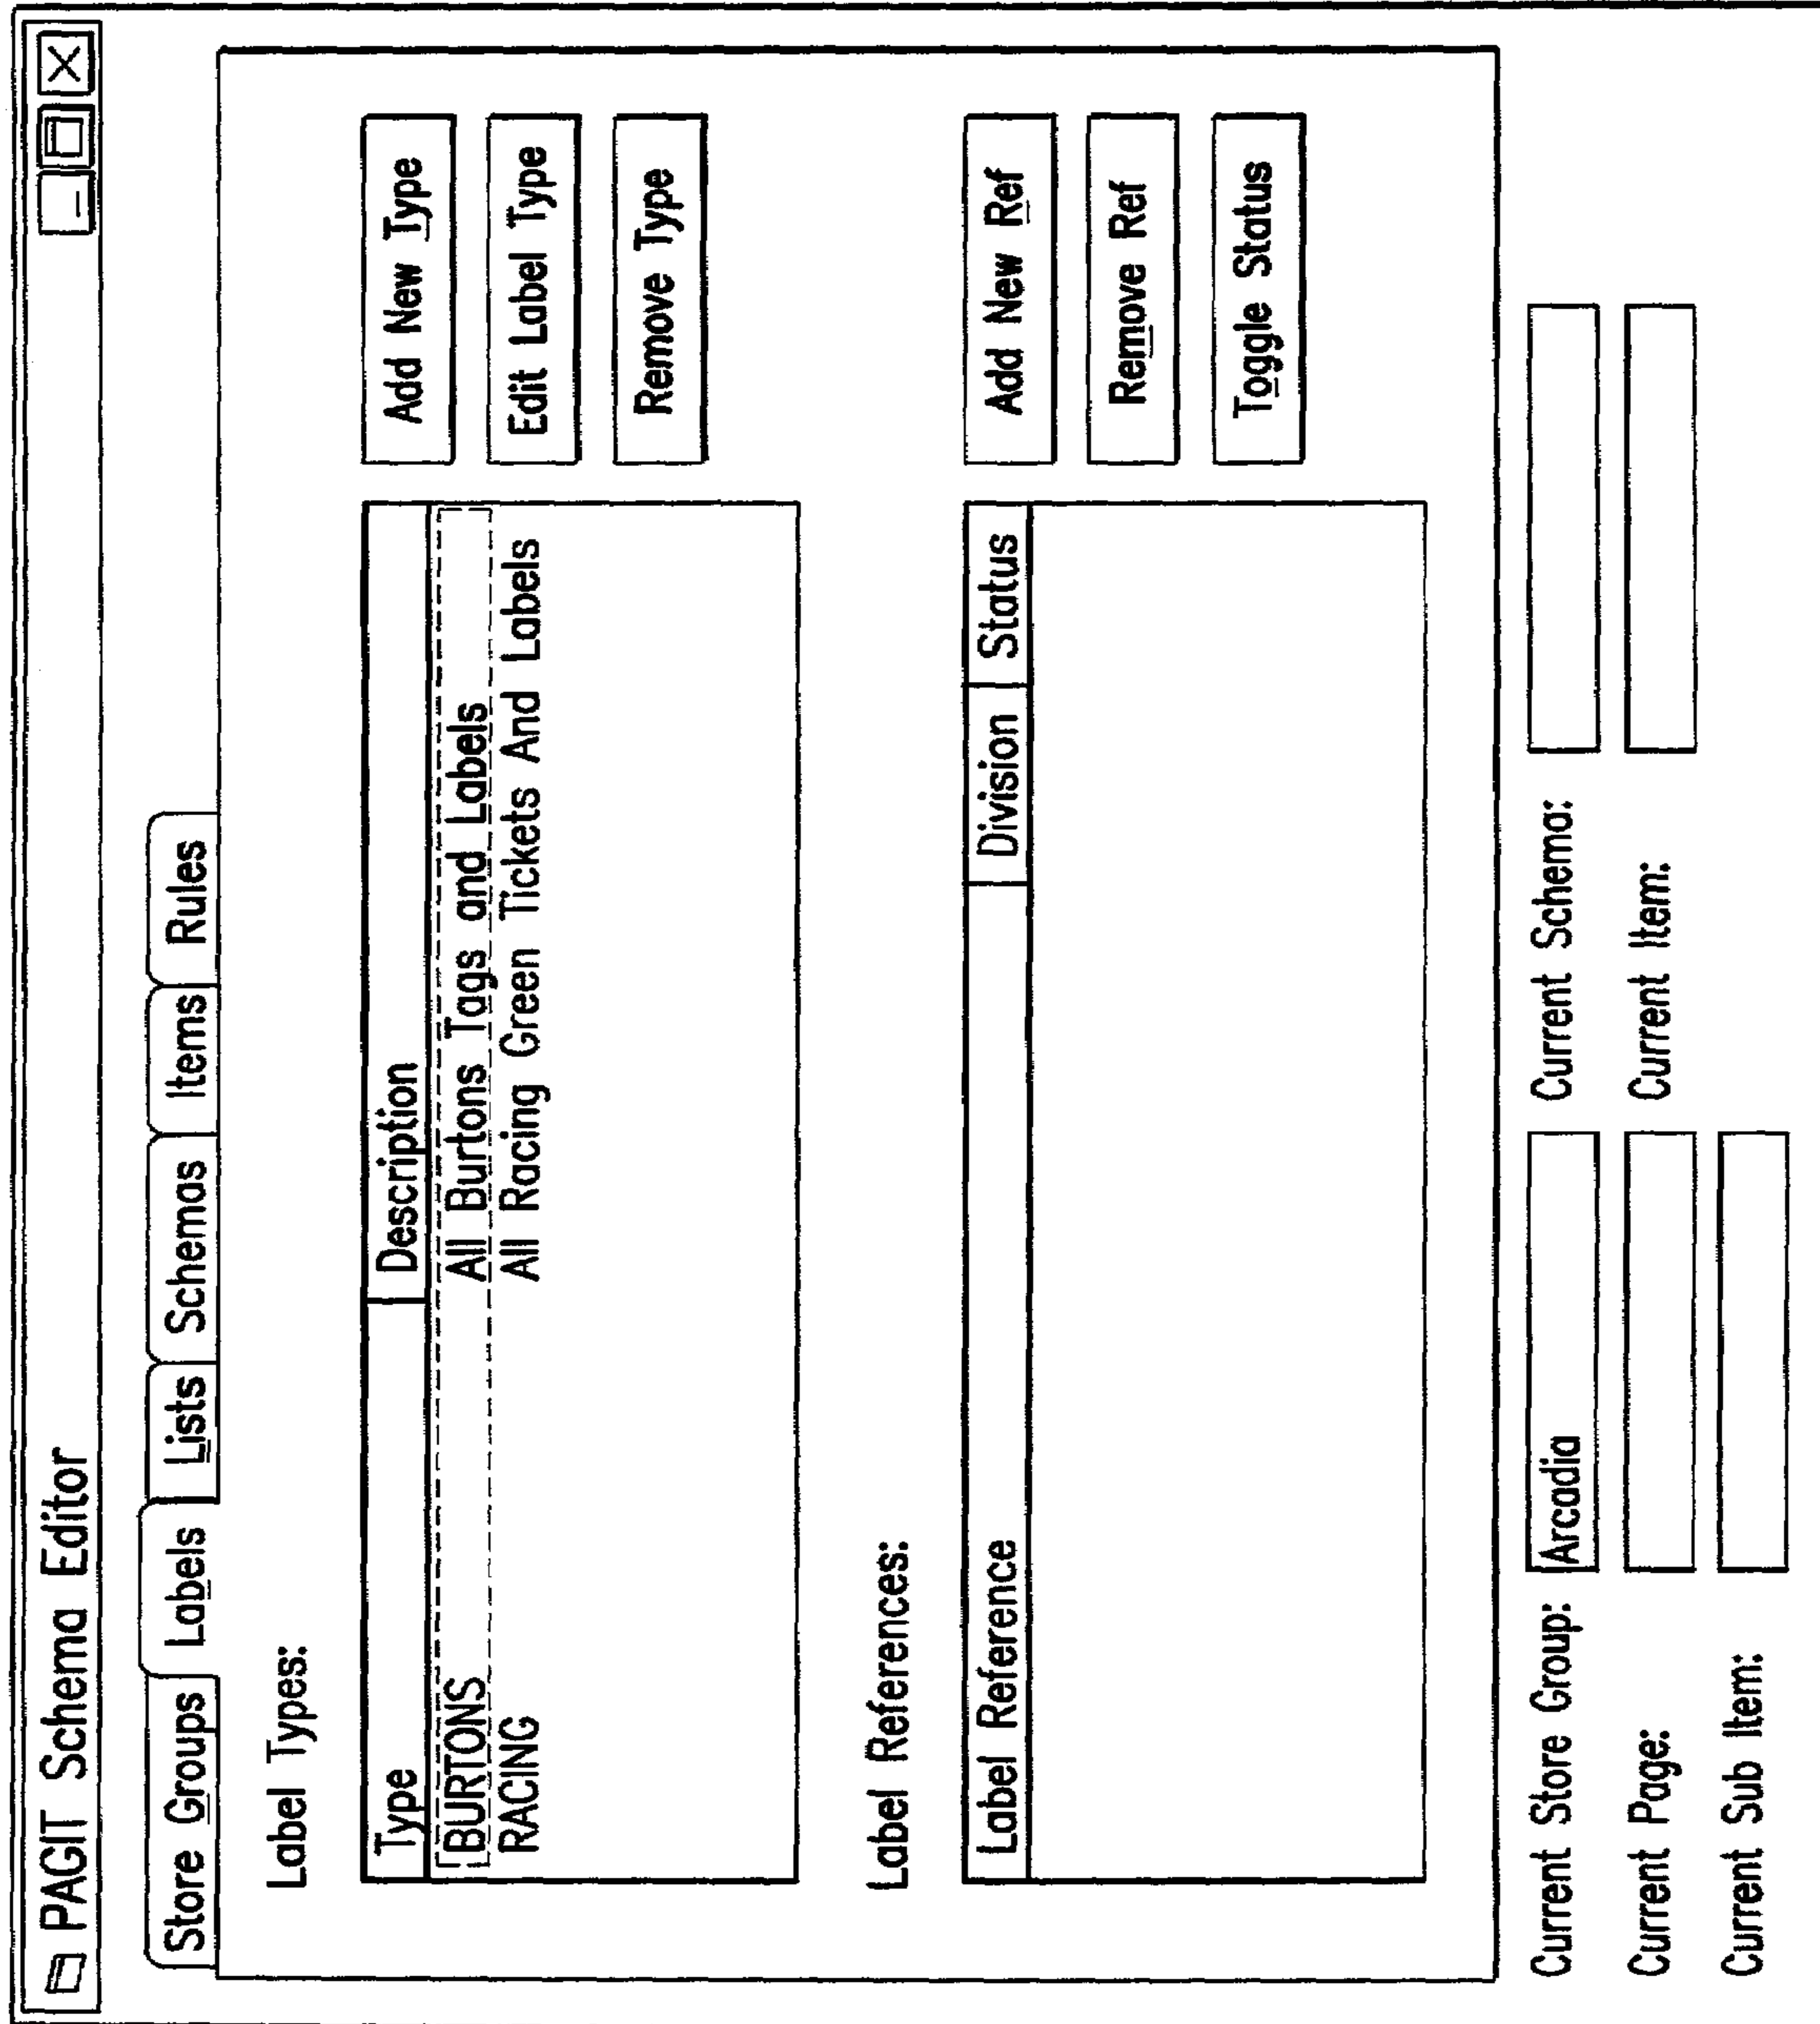 PAGIT Schema Editor
Store Groups Labels Lists Schemas Items Rules
Label Types:
Type Description
BURTONS All Burtons Tags and Labels
RACING All Racing Green Tickets And Labels
Add New Type
Edit Label Type
Remove Type
Label References:
Label Reference Division Status
Add New Ref
Remove Ref
Toggle Status
Current Store Group: Arcadia Current Schema:
Current Page: Current Item:
Current Sub Item: